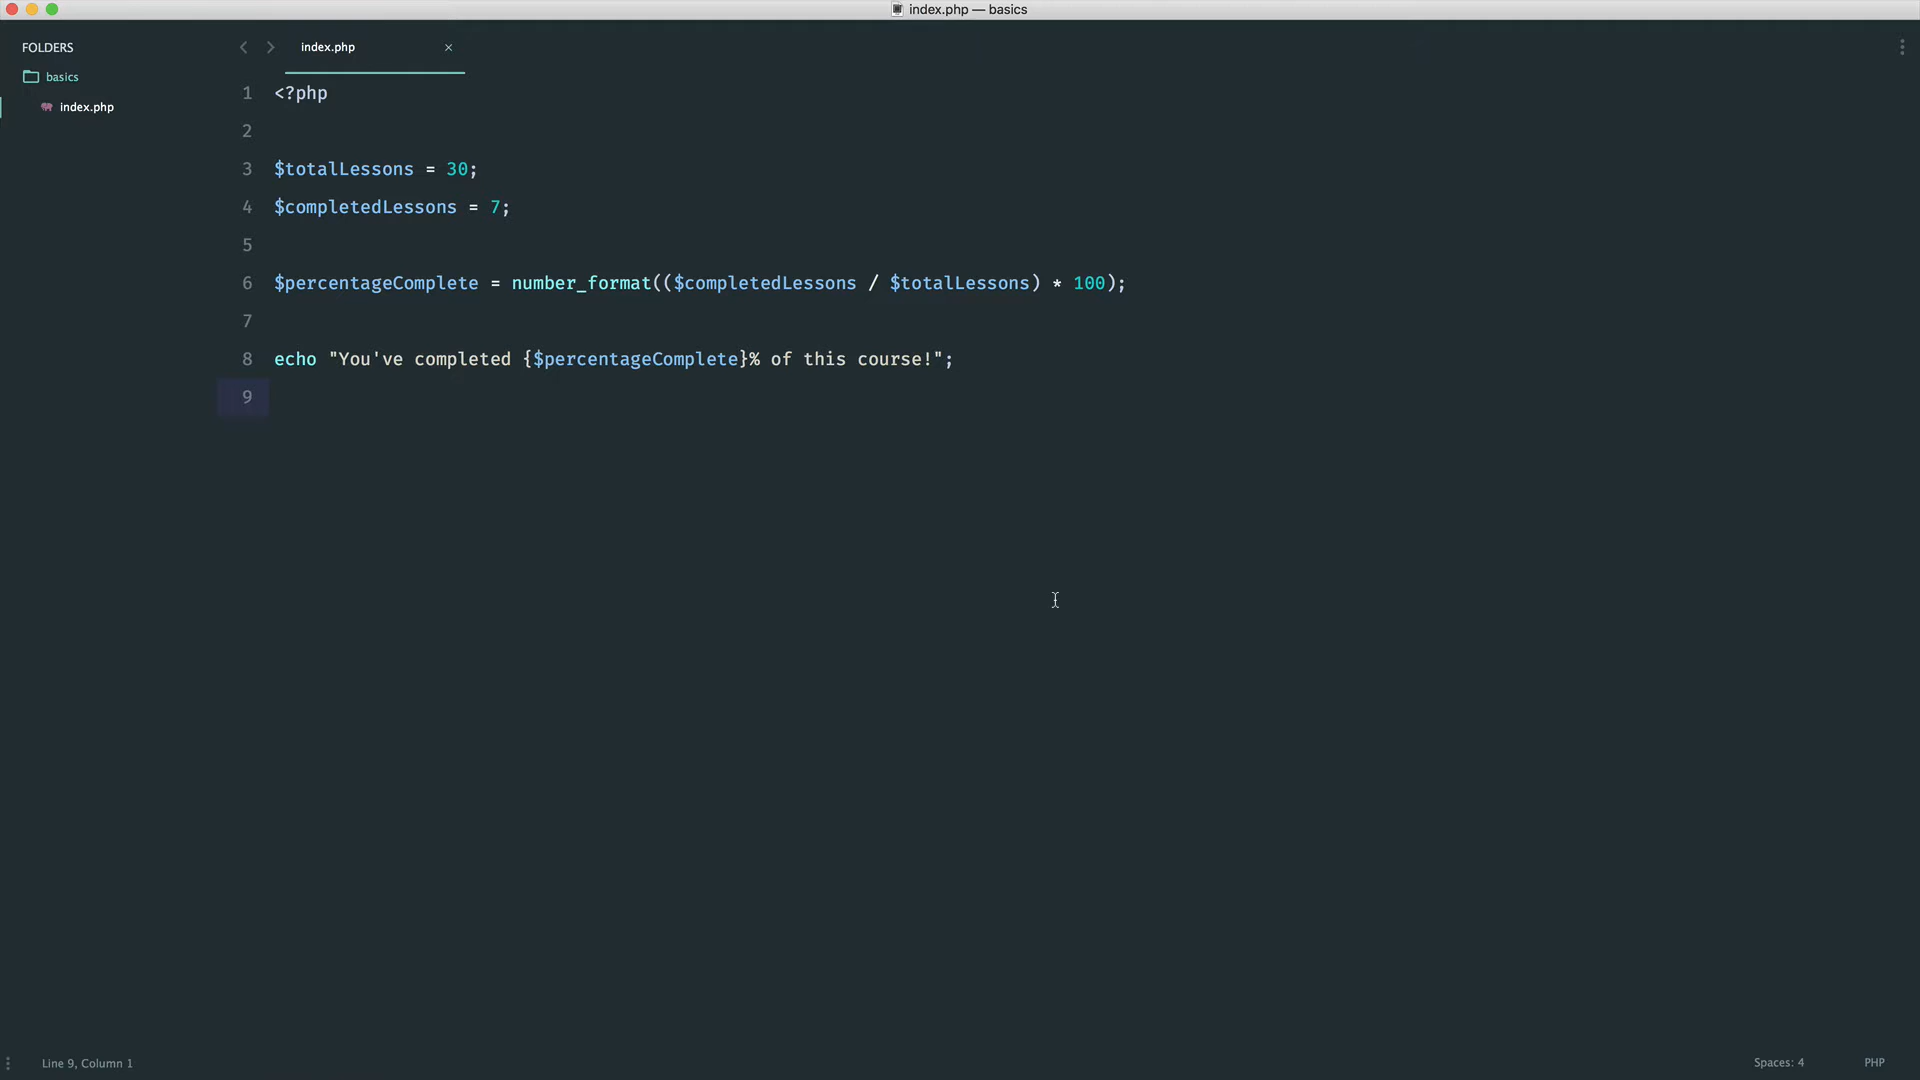 index.php — basics
FOLDERS
basics
index.php
index.php ×
1 <?php
2
3 $totalLessons = 30;
4 $completedLessons = 7;
5
6 $percentageComplete = number_format(($completedLessons / $totalLessons) * 100);
7
8 echo "You've completed {$percentageComplete}% of this course!";
9
Line 9, Column 1
Spaces: 4
PHP